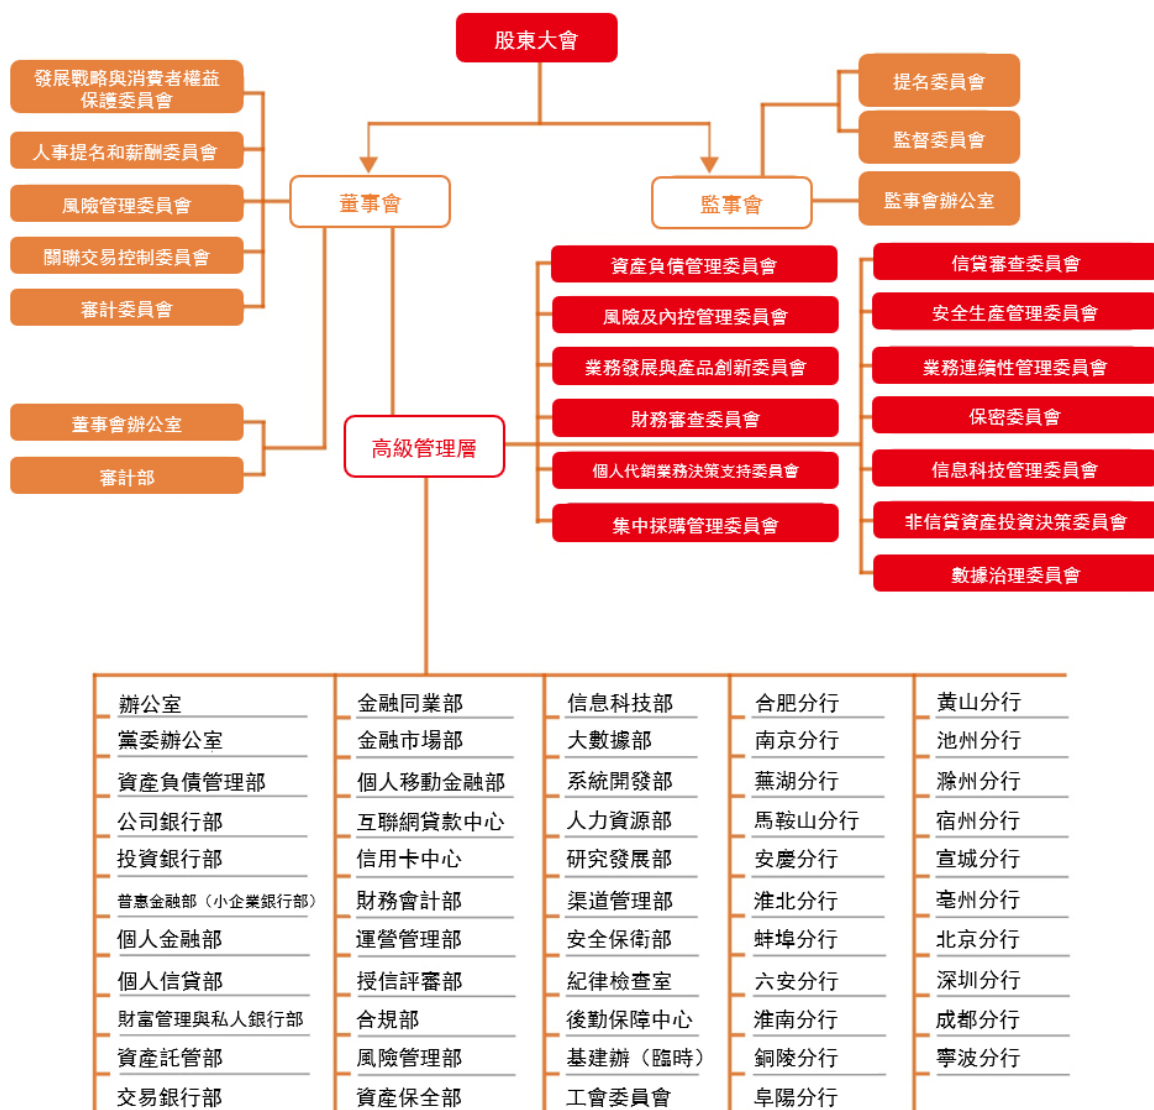 股東大會
發展戰略與消費者權益
保護委員會
人事提名和薪酬委員會
風險管理委員會
關聯交易控制委員會
審計委員會
董事會
監事會
提名委員會
監督委員會
監事會辦公室
董事會辦公室
審計部
高級管理層
資產負債管理委員會
風險及內控管理委員會
業務發展與產品創新委員會
財務審查委員會
個人代銷業務決策支持委員會
集中採購管理委員會
信貸審查委員會
安全生產管理委員會
業務連續性管理委員會
保密委員會
信息科技管理委員會
非信貸資產投資決策委員會
數據治理委員會
辦公室
黨委辦公室
資產負債管理部
公司銀行部
投資銀行部
普惠金融部（小企業銀行部）
個人金融部
個人信貸部
財富管理與私人銀行部
資產託管部
交易銀行部
金融同業部
金融市場部
個人移動金融部
互聯網貸款中心
信用卡中心
財務會計部
運營管理部
授信評審部
合規部
風險管理部
資產保全部
信息科技部
大數據部
系統開發部
人力資源部
研究發展部
渠道管理部
安全保衛部
紀律檢查室
後勤保障中心
基建辦（臨時）
工會委員會
合肥分行
南京分行
蕪湖分行
馬鞍山分行
安慶分行
淮北分行
蚌埠分行
六安分行
淮南分行
銅陵分行
阜陽分行
黃山分行
池州分行
滁州分行
宿州分行
宣城分行
亳州分行
北京分行
深圳分行
成都分行
寧波分行